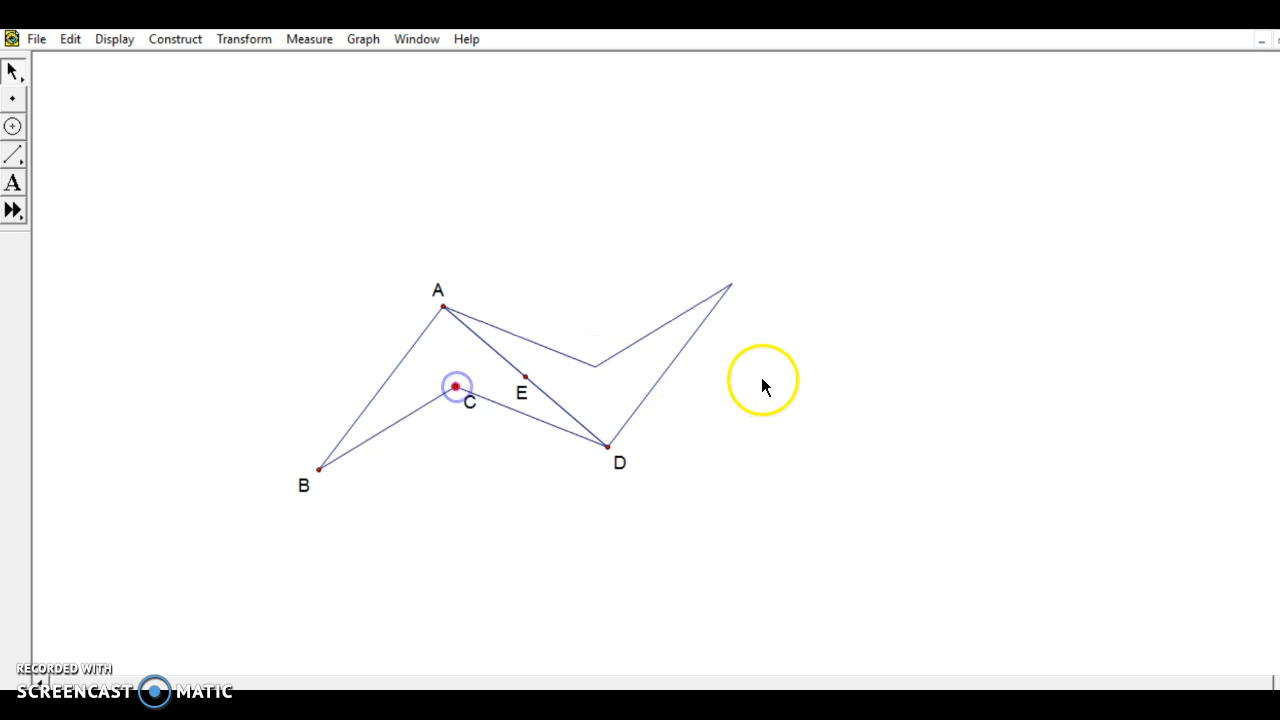 File Edit Display Construct Transform Measure Graph Window Help
A
A
E
C
D
B
RECORDED WITH
SCREENCAST MATIC